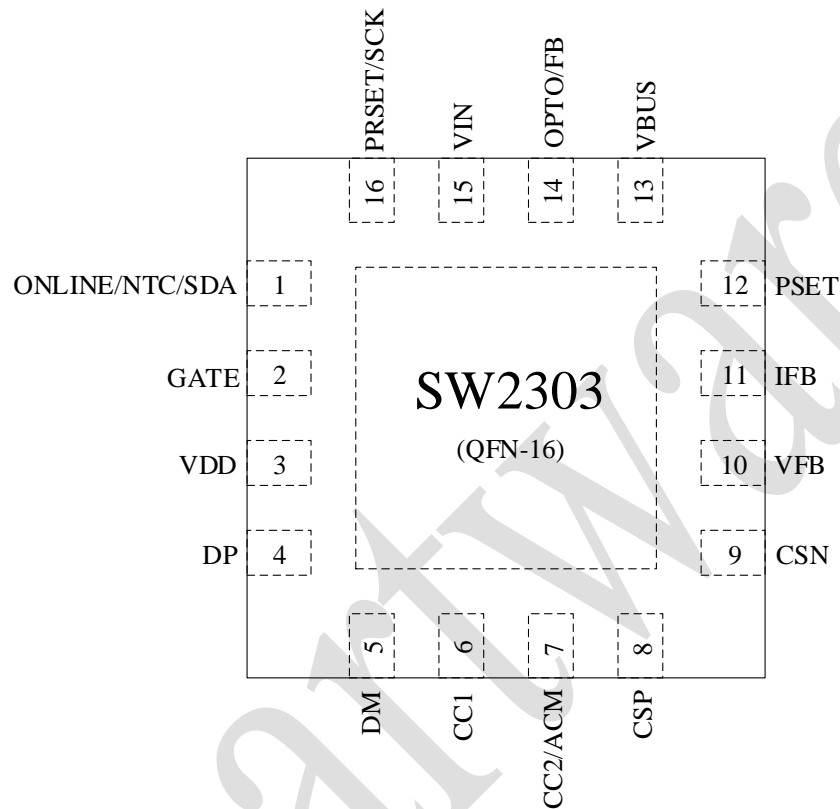 PRSET/SCK
VIN
OPTO/FB
VBUS
16
15
14
13
ONLINE/NTC/SDA 1
12 PSET
GATE 2
11 IFB
VDD 3
10 VFB
DP 4
9 CSN
SW2303
(QFN-16)
5
6
7
8
DM
CC1
CC2/ACM
CSP
artware